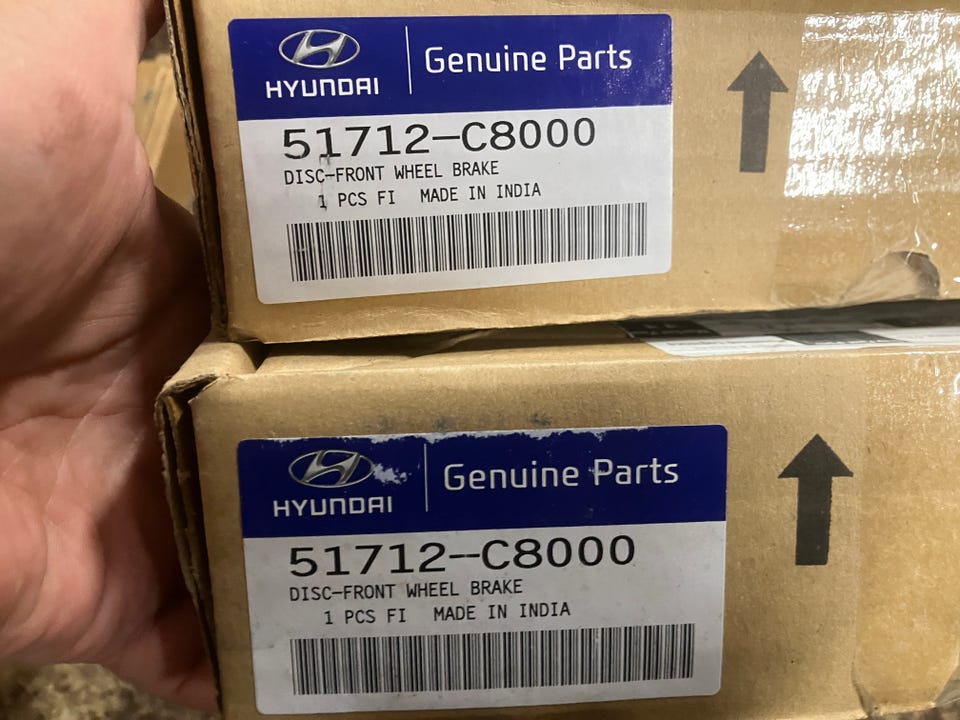 HYUNDAI
Genuine Parts
51712-C8000
DISC-FRONT WHEEL BRAKE
1 PCS FI MADE IN INDIA
HYUNDAI
Genuine Parts
51712--C8000
DISC-FRONT WHEEL BRAKE
1 PCS FI MADE IN INDIA